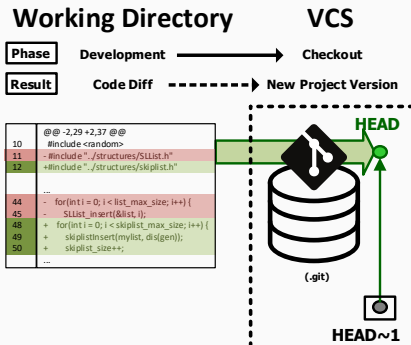 Working Directory VCS
Phase Development Checkout
Result Code Diff New Project Version
HEAD
@@ -2,29 +2,37 @@
10 #include <random>
11 - #include "../structures/SLList.h"
12 +#include "../structures/skiplist.h"
...
44 - for(int i = 0; i < list_max_size; i++) {
45 - SLList_insert(&list, i);
48 + for(int i = 0; i < skiplist_max_size; i++) {
49 + skiplistInsert(mylist, dis(gen));
50 + skiplist_size++;
...
(.git)
HEAD~1